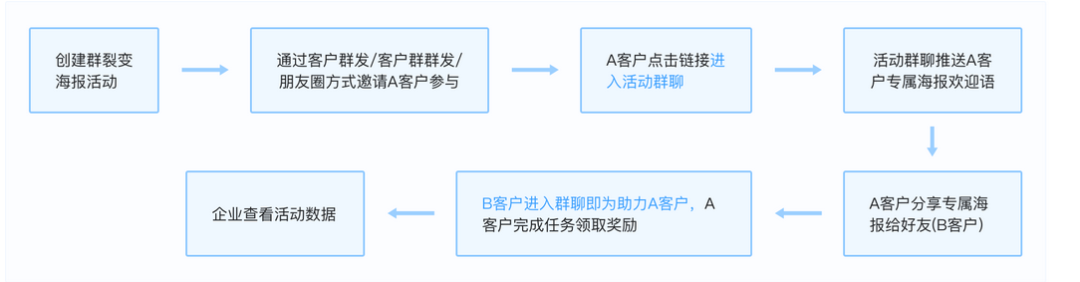 创建群裂变
海报活动
通过客户群发/客户群群发/
朋友圈方式邀请A客户参与
A客户点击链接进
入活动群聊
活动群聊推送A客
户专属海报欢迎语
A客户分享专属海
报给好友(B客户)
B客户进入群聊即为助力A客户，A
客户完成任务领取奖励
企业查看活动数据